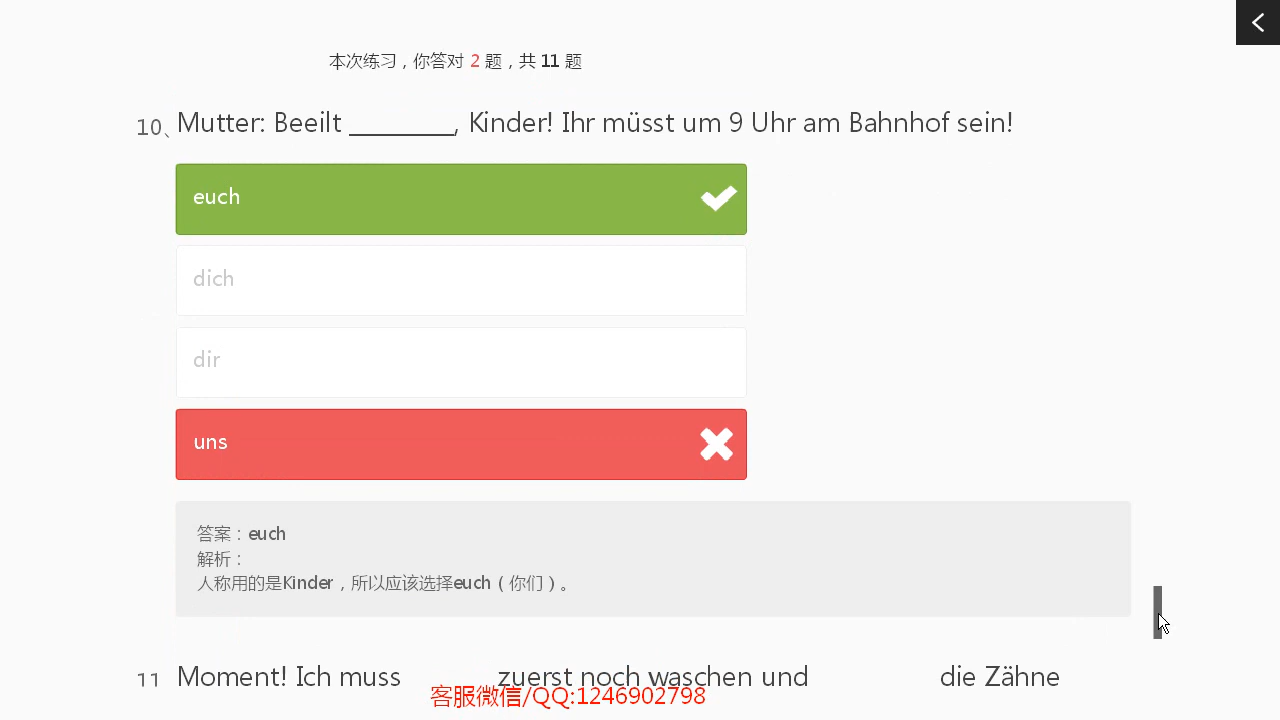 本次练习，你答对 2 题，共 11 题
10、Mutter: Beeilt ________, Kinder! Ihr müsst um 9 Uhr am Bahnhof sein!
euch
dich
dir
uns
答案：euch
解析：
人称用的是Kinder，所以应该选择euch（你们）。
11 Moment! Ich muss zuerst noch waschen und die Zähne
客服微信/QQ:1246902798